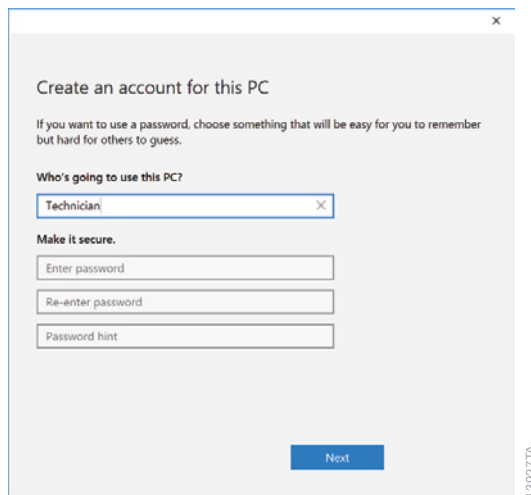 Create an account for this PC
If you want to use a password, choose something that will be easy for you to remember
but hard for others to guess.
Who's going to use this PC?
Technician
Make it secure.
Enter password
Re-enter password
Password hint
Next